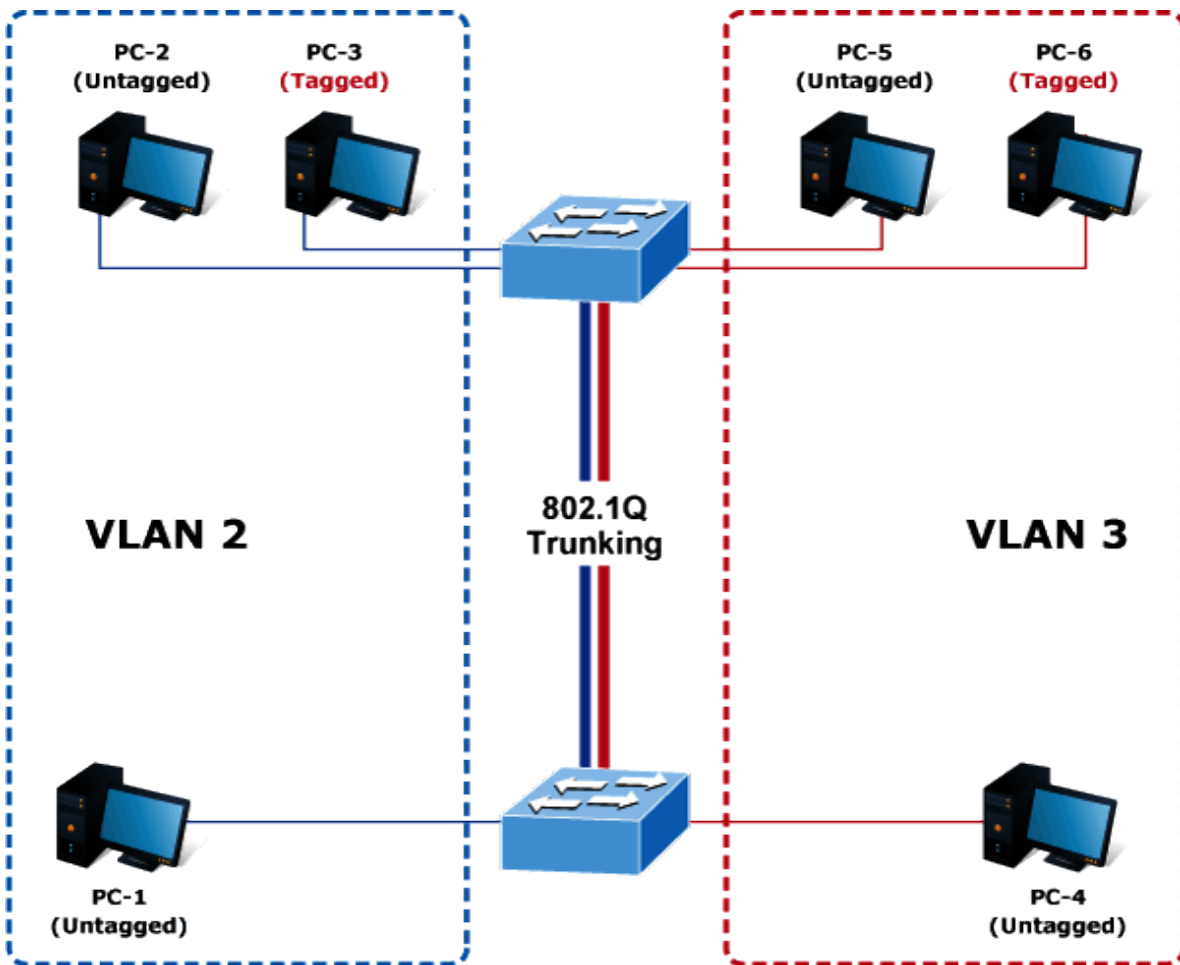 PC-2
(Untagged)
PC-3
(Tagged)
PC-5
(Untagged)
PC-6
(Tagged)
802.1Q
Trunking
VLAN 2
VLAN 3
PC-1
(Untagged)
PC-4
(Untagged)